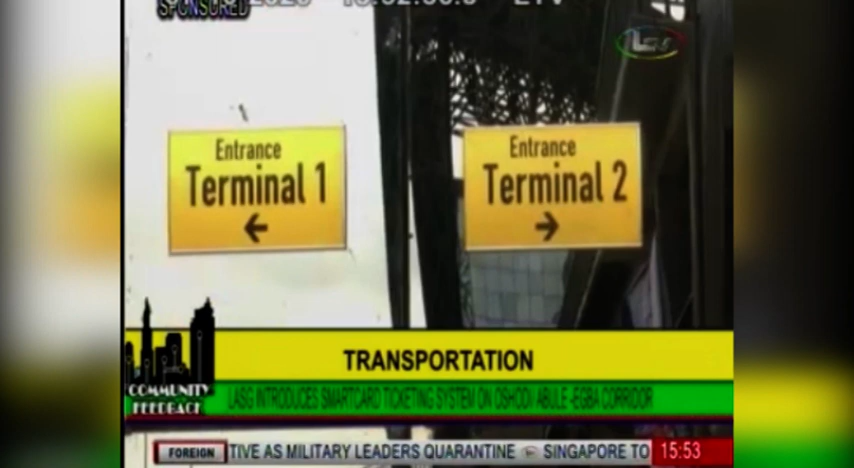 SPONSORED
LTV
Entrance
Terminal 1
←
Entrance
Terminal 2
→
TRANSPORTATION
COMMUNITY
FEEDBACK
LASG INTRODUCES SMARTCARD TICKETING SYSTEM ON OSHODI ABULE -EGBA CORRIDOR
FOREIGN TIVE AS MILITARY LEADERS QUARANTINE SINGAPORE TO 15:53